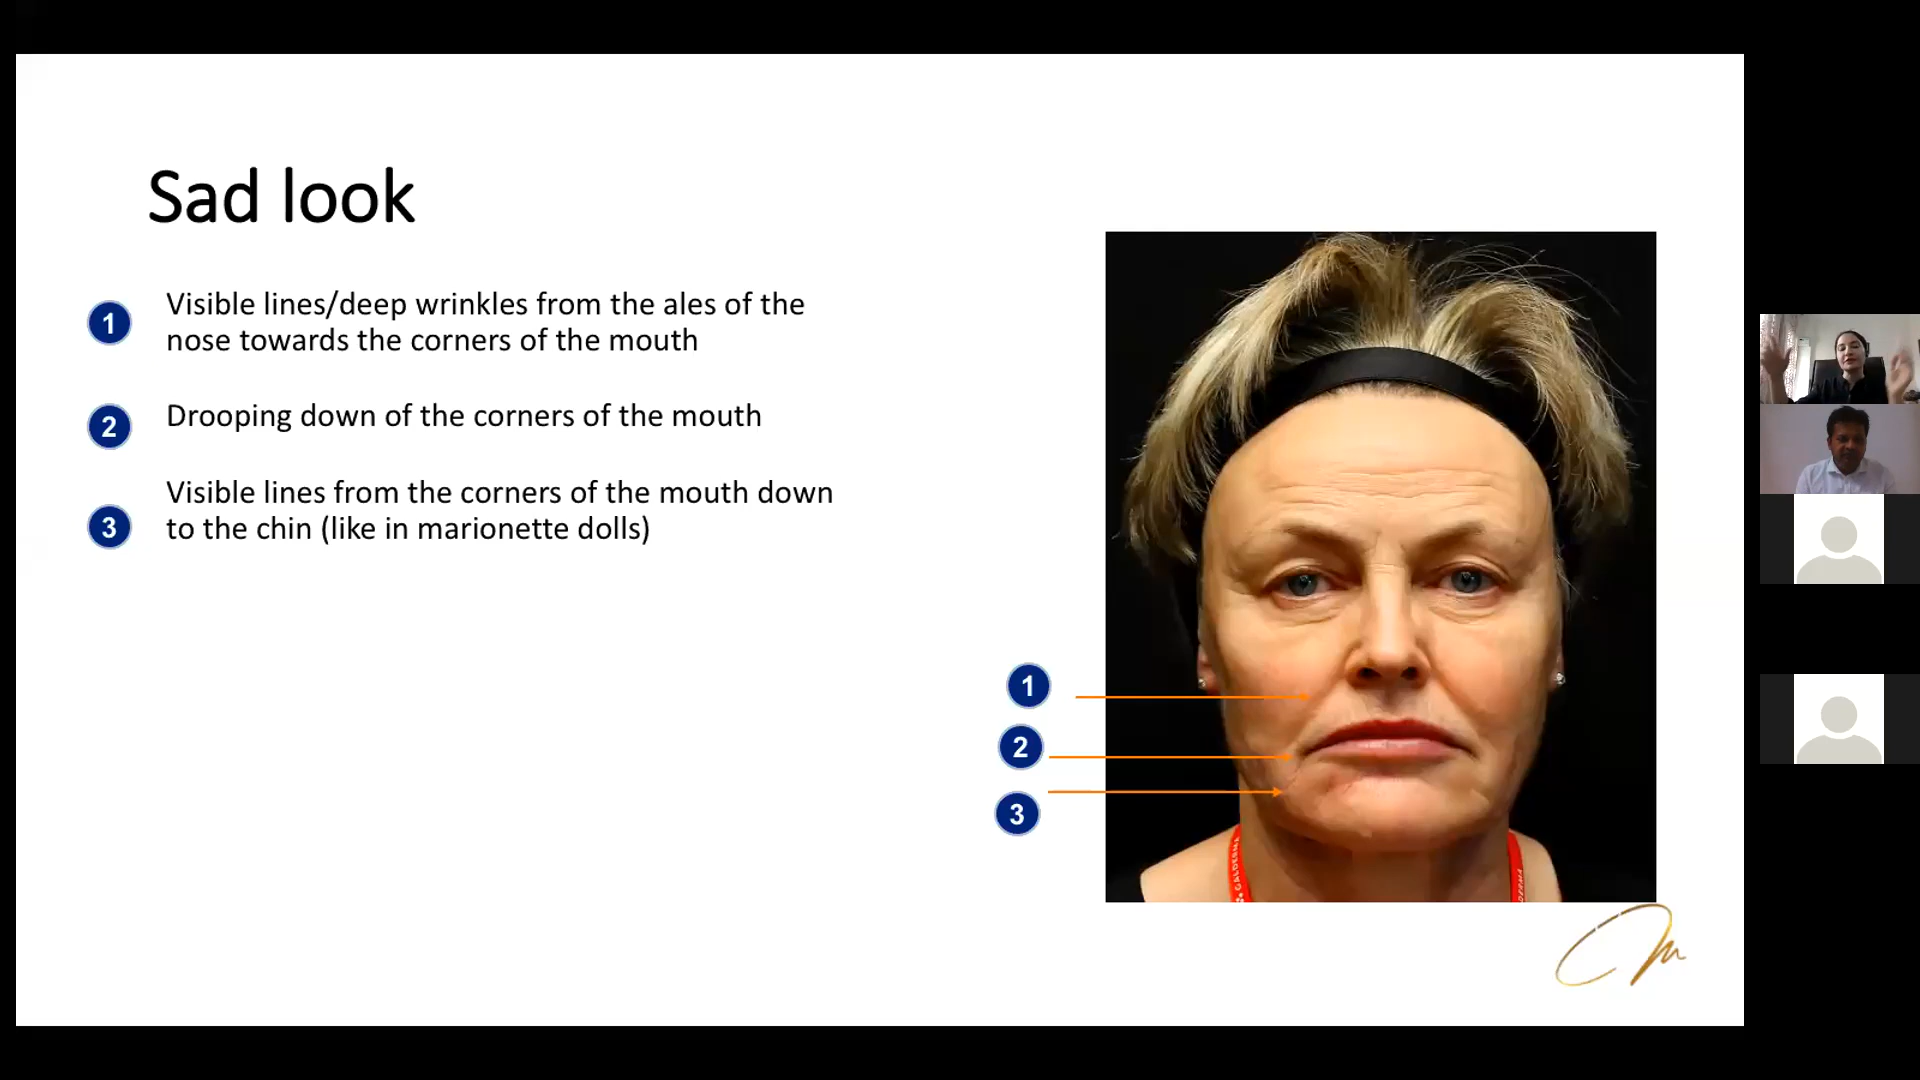 Sad look
1
Visible lines/deep wrinkles from the ales of the
nose towards the corners of the mouth
2
Drooping down of the corners of the mouth
3
Visible lines from the corners of the mouth down
to the chin (like in marionette dolls)
1
2
3
GALDERMA